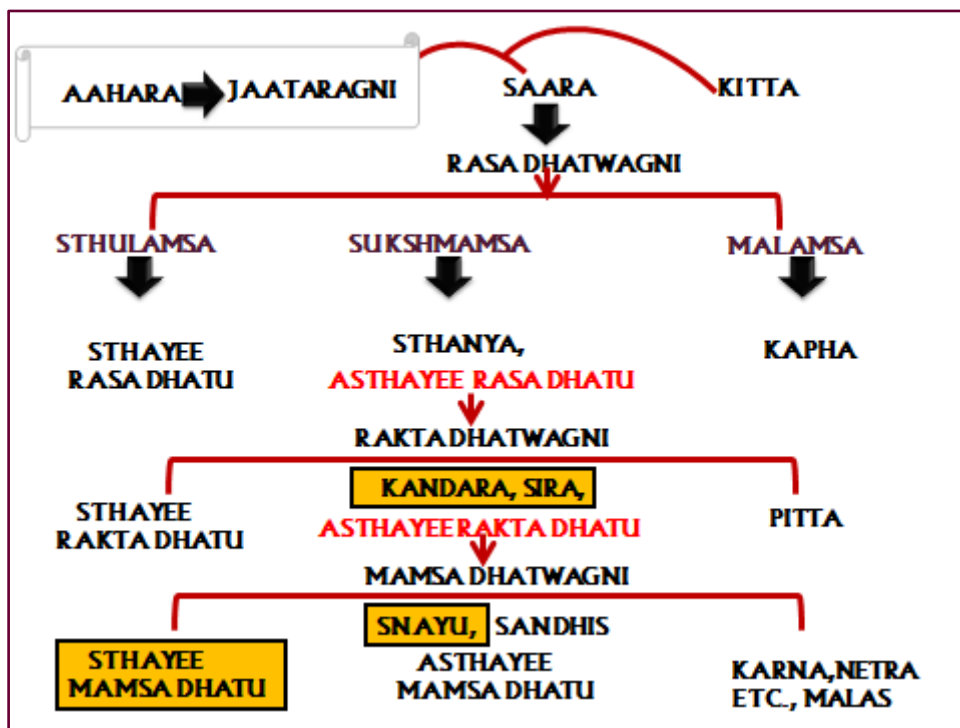 AAHARA JAATARAGNI SAARA KITTA
RASA DHATWAGNI
STHULAMSA SUKSHMAMSA MALAMSA
STHAYEE
RASA DHATU
STHANYA,
ASTHAYEE RASA DHATU
KAPHA
RAKTA DHATWAGNI
STHAYEE
RAKTA DHATU
KANDARA, SIRA,
ASTHAYEE RAKTA DHATU
PITTA
MAMSA DHATWAGNI
STHAYEE
MAMSA DHATU
SNAYU, SANDHIS
ASTHAYEE
MAMSA DHATU
KARNA,NETRA
ETC., MALAS